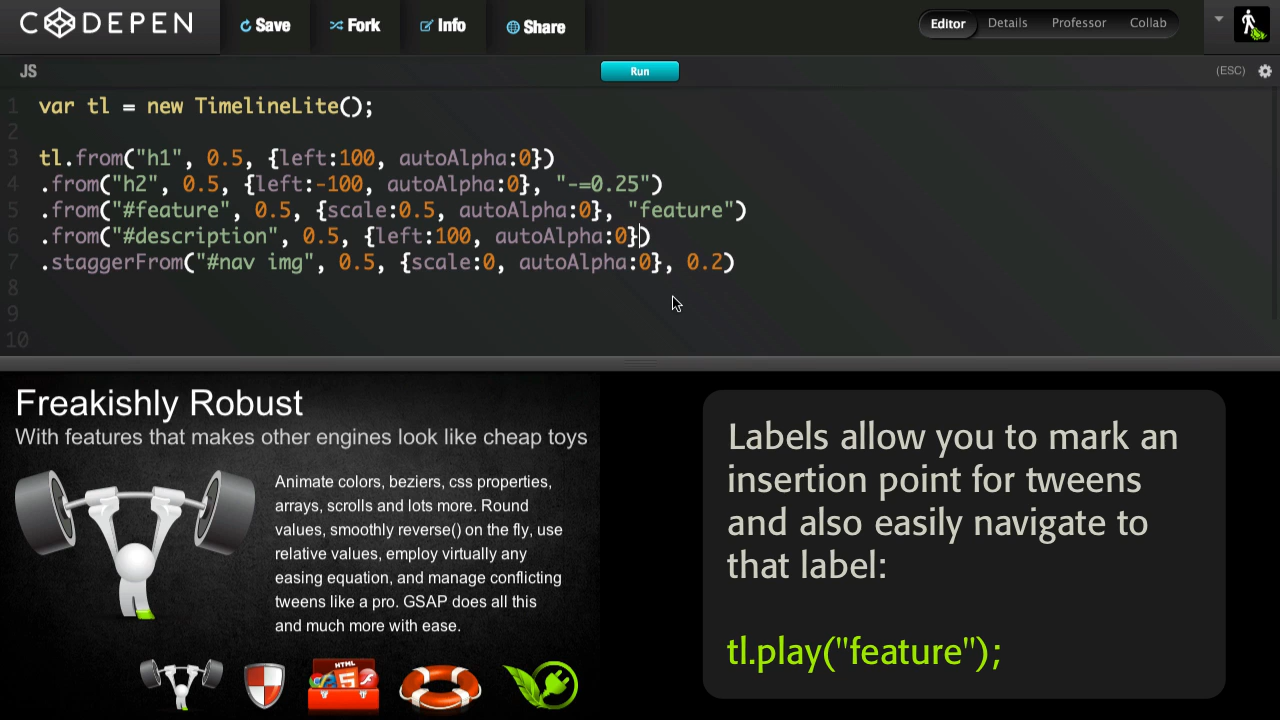 CODEPEN
Save
Fork
Info
Share
Editor
Details
Professor
Collab
JS
Run
(ESC)
1 var tl = new TimelineLite();
2
3 tl.from("h1", 0.5, {left:100, autoAlpha:0})
4 .from("h2", 0.5, {left:-100, autoAlpha:0}, "-=0.25")
5 .from("#feature", 0.5, {scale:0.5, autoAlpha:0}, "feature")
6 .from("#description", 0.5, {left:100, autoAlpha:0})
7 .staggerFrom("#nav img", 0.5, {scale:0, autoAlpha:0}, 0.2)
8
9
10
Freakishly Robust
With features that makes other engines look like cheap toys
Animate colors, beziers, css properties,
arrays, scrolls and lots more. Round
values, smoothly reverse() on the fly, use
relative values, employ virtually any
easing equation, and manage conflicting
tweens like a pro. GSAP does all this
and much more with ease.
HTML
5
Labels allow you to mark an
insertion point for tweens
and also easily navigate to
that label:
tl.play("feature");